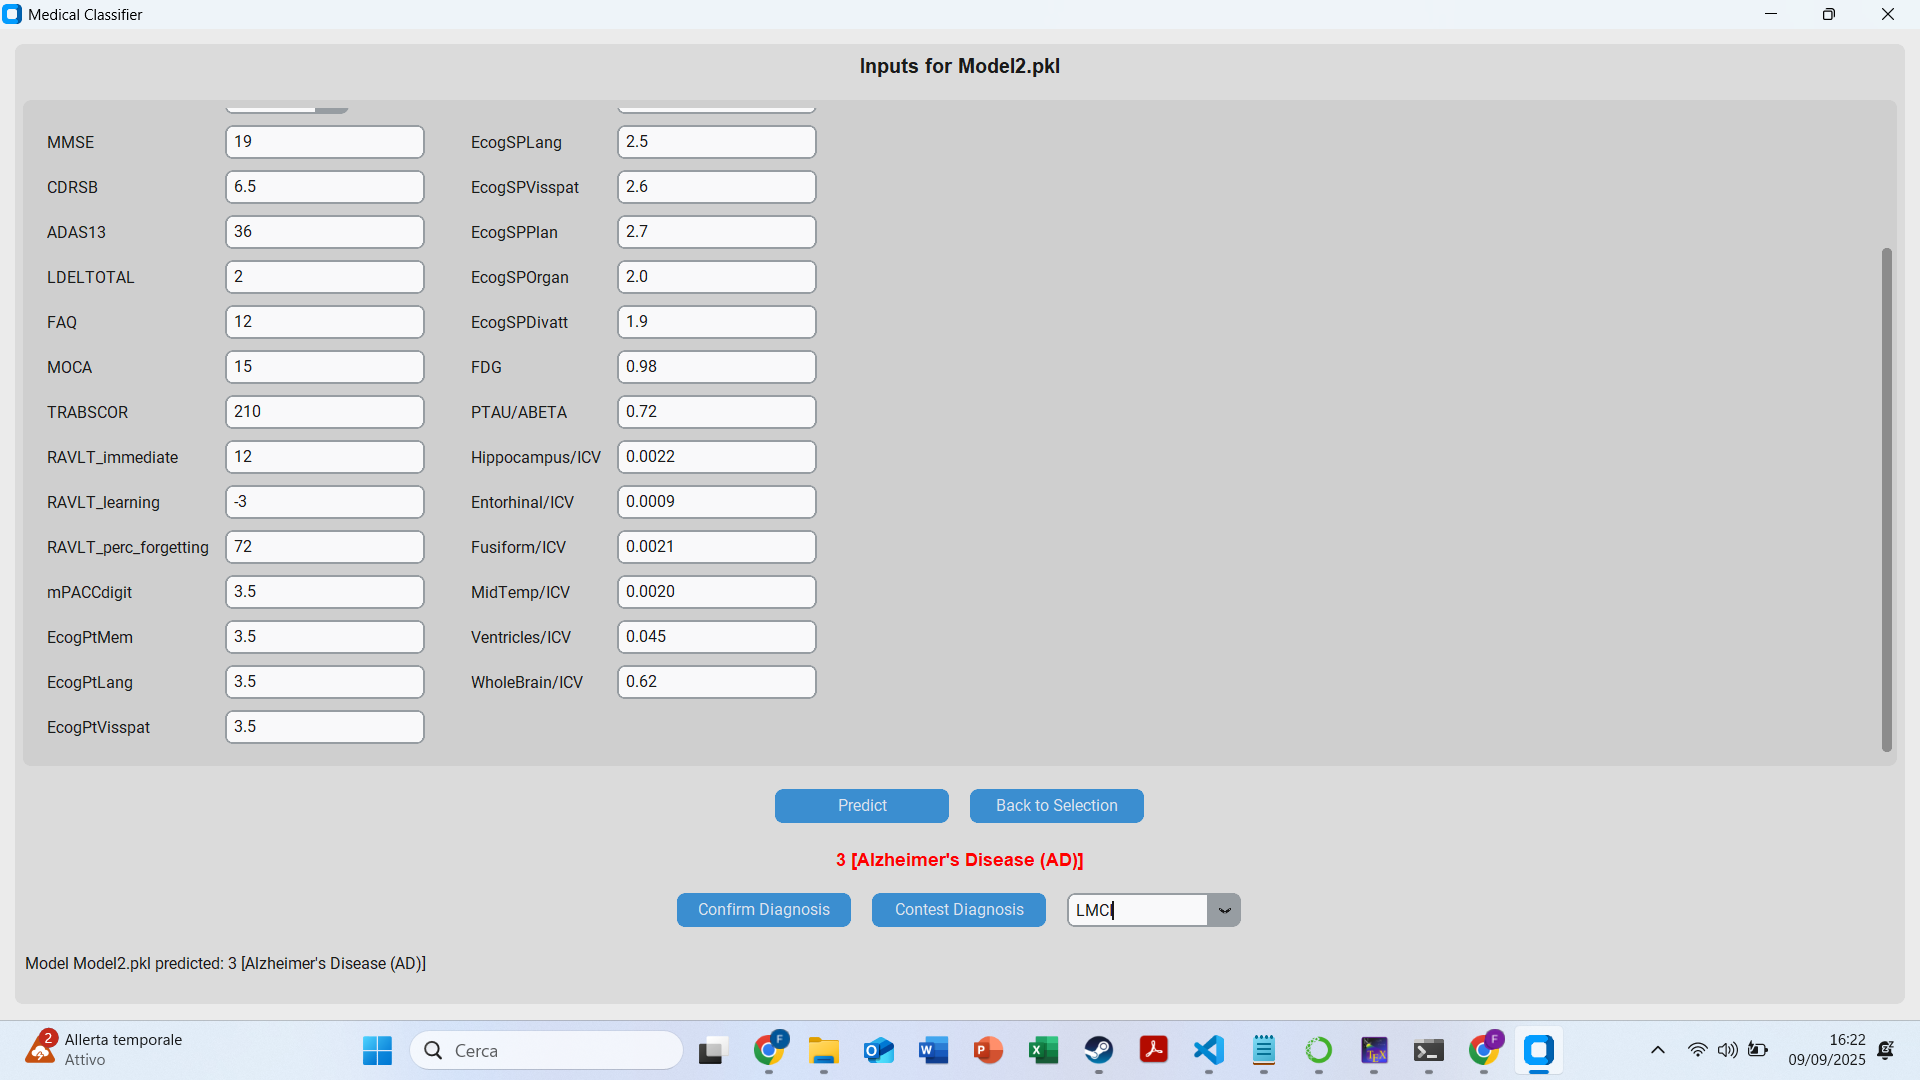 Medical Classifier
Inputs for Model2.pkl
MMSE 19 EcogSPLang 2.5
CDRSB 6.5 EcogSPVisspat 2.6
ADAS13 36 EcogSPPlan 2.7
LDELTOTAL 2 EcogSPOrgan 2.0
FAQ 12 EcogSPDivatt 1.9
MOCA 15 FDG 0.98
TRABSCOR 210 PTAU/ABETA 0.72
RAVLT_immediate 12 Hippocampus/ICV 0.0022
RAVLT_learning -3 Entorhinal/ICV 0.0009
RAVLT_perc_forgetting 72 Fusiform/ICV 0.0021
mPACCdigit 3.5 MidTemp/ICV 0.0020
EcogPtMem 3.5 Ventricles/ICV 0.045
EcogPtLang 3.5 WholeBrain/ICV 0.62
EcogPtVisspat 3.5
Predict Back to Selection
3 [Alzheimer's Disease (AD)]
Confirm Diagnosis Contest Diagnosis LMCI
Model Model2.pkl predicted: 3 [Alzheimer's Disease (AD)]
2 Allerta temporale
Attivo
Cerca
16:22
09/09/2025